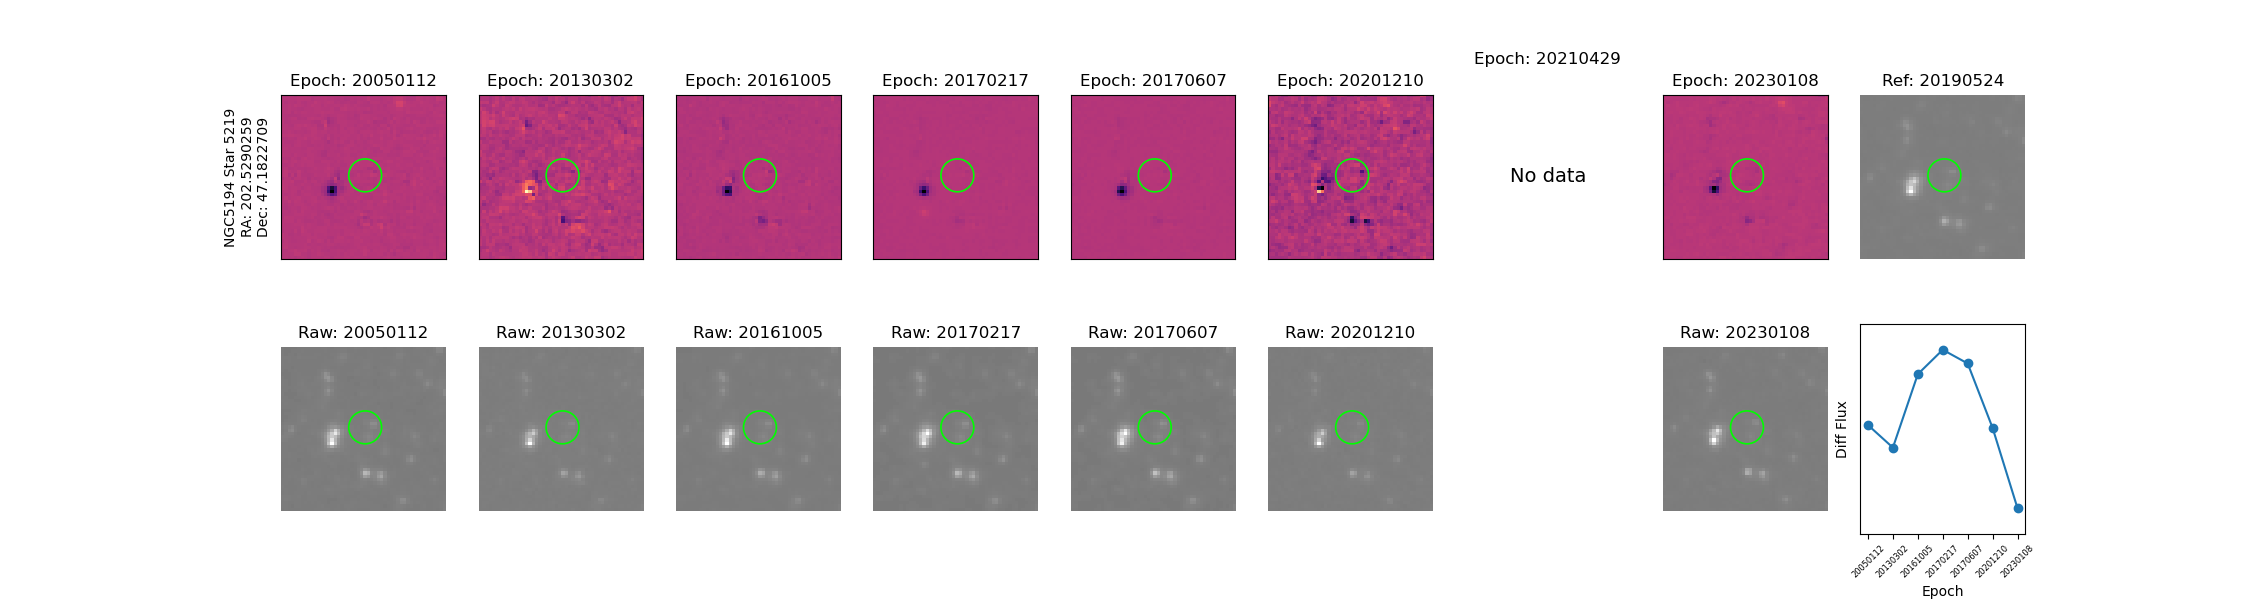 NGC5194 Star 5219
RA: 202.5290259
Dec: 47.1822709
Epoch: 20050112
Epoch: 20130302
Epoch: 20161005
Epoch: 20170217
Epoch: 20170607
Epoch: 20201210
Epoch: 20210429
Epoch: 20230108
Ref: 20190524
No data
Raw: 20050112
Raw: 20130302
Raw: 20161005
Raw: 20170217
Raw: 20170607
Raw: 20201210
Raw: 20230108
Diff Flux
20050112
20130302
20161005
20170217
20170607
20201210
20230108
Epoch